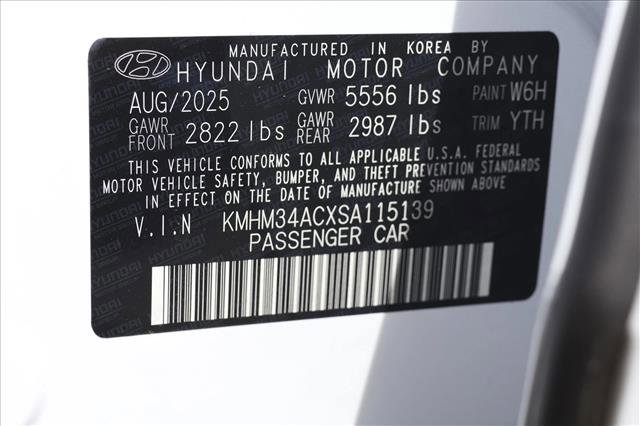 MANUFACTURED IN KOREA BY
HYUNDAI MOTOR COMPANY
AUG/2025 GVWR 5556 lbs PAINT W6H
GAWR FRONT 2822 lbs GAWR REAR 2987 lbs TRIM YTH
THIS VEHICLE CONFORMS TO ALL APPLICABLE U.S.A. FEDERAL
MOTOR VEHICLE SAFETY, BUMPER, AND THEFT PREVENTION STANDARDS
IN EFFECT ON THE DATE OF MANUFACTURE SHOWN ABOVE
V.I.N KMHM34ACXSA115139
PASSENGER CAR